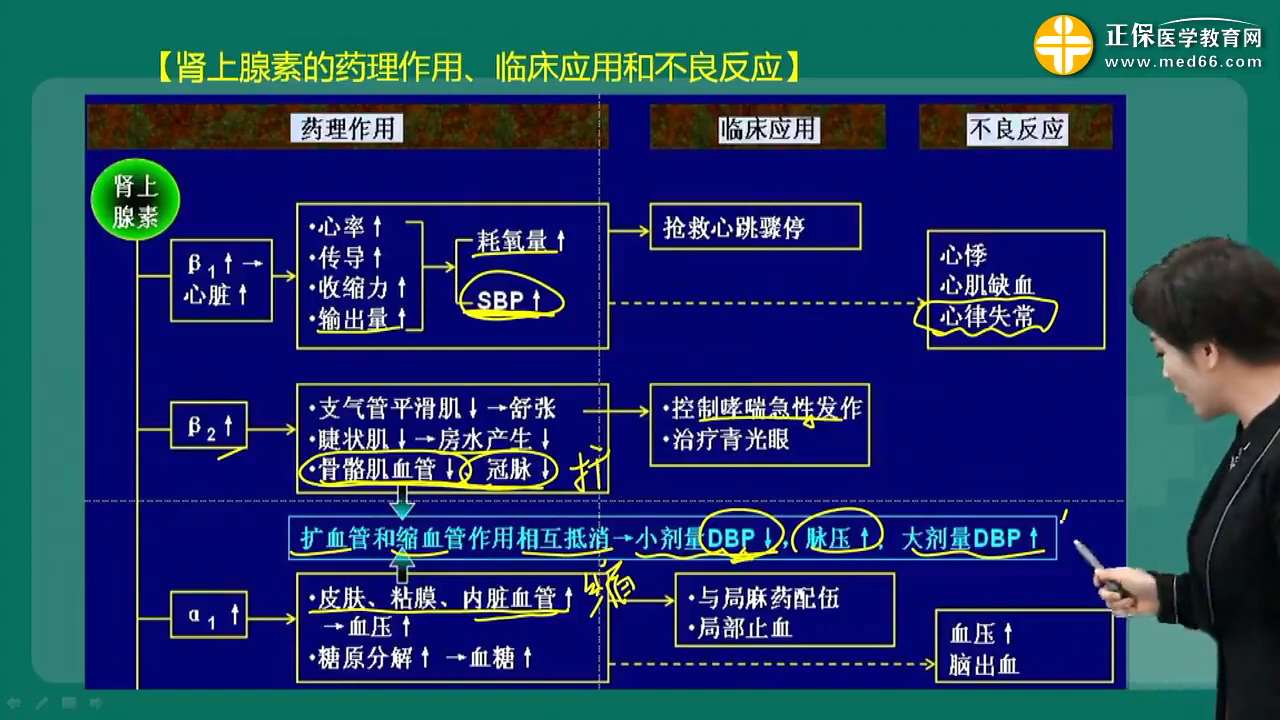 正保医学教育网
www.med66.com
【肾上腺素的药理作用、临床应用和不良反应】
药理作用
临床应用
不良反应
肾上
腺素
β1↑→
心脏↑
·心率↑
·传导↑
·收缩力↑
·输出量↑
耗氧量↑
SBP↑
抢救心跳骤停
心悸
心肌缺血
心律失常
β2↑
·支气管平滑肌↓→舒张
·睫状肌↓→房水产生↓
·骨骼肌血管↓、冠脉↓
扩
·控制哮喘急性发作
·治疗青光眼
扩血管和缩血管作用相互抵消→小剂量DBP↓，脉压↑，大剂量DBP↑
α1↑
·皮肤、粘膜、内脏血管↑
→血压↑
·糖原分解↑→血糖↑
缩
·与局麻药配伍
·局部止血
血压↑
脑出血